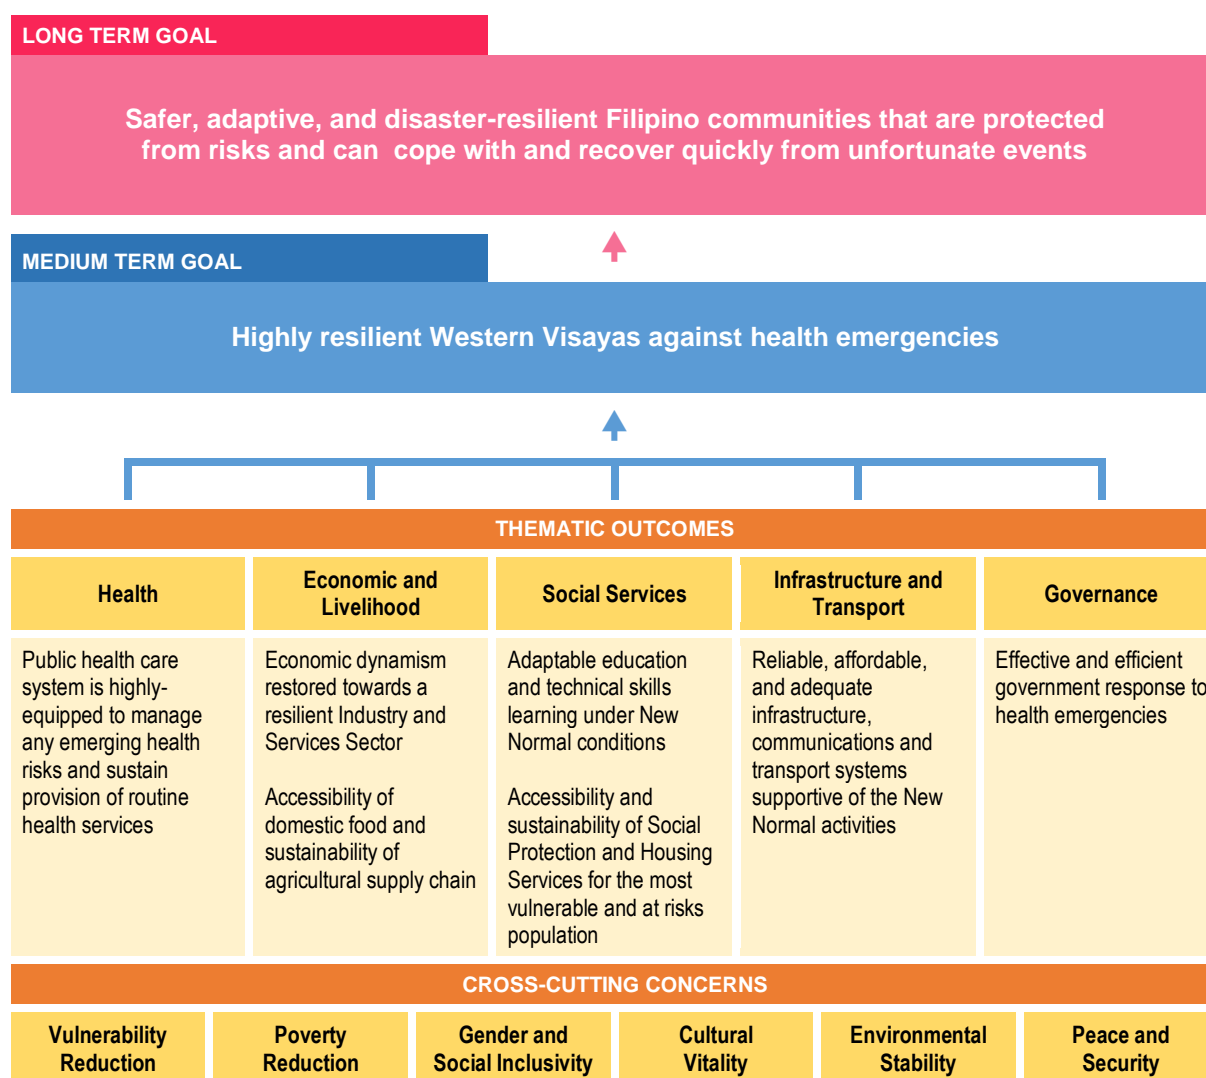 LONG TERM GOAL
Safer, adaptive, and disaster-resilient Filipino communities that are protected
from risks and can cope with and recover quickly from unfortunate events
MEDIUM TERM GOAL
Highly resilient Western Visayas against health emergencies
THEMATIC OUTCOMES
Health
Economic and
Livelihood
Social Services
Infrastructure and
Transport
Governance
Public health care
system is highly-
equipped to manage
any emerging health
risks and sustain
provision of routine
health services
Economic dynamism
restored towards a
resilient Industry and
Services Sector
Accessibility of
domestic food and
sustainability of
agricultural supply chain
Adaptable education
and technical skills
learning under New
Normal conditions
Accessibility and
sustainability of Social
Protection and Housing
Services for the most
vulnerable and at risks
population
Reliable, affordable,
and adequate
infrastructure,
communications and
transport systems
supportive of the New
Normal activities
Effective and efficient
government response to
health emergencies
CROSS-CUTTING CONCERNS
Vulnerability
Reduction
Poverty
Reduction
Gender and
Social Inclusivity
Cultural
Vitality
Environmental
Stability
Peace and
Security